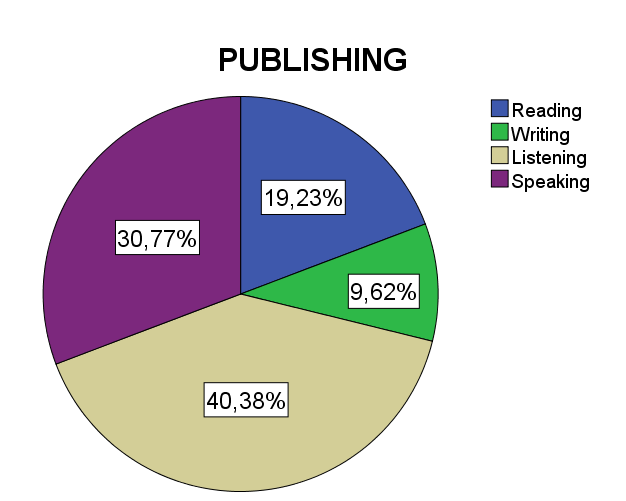 PUBLISHING
Reading
Writing
Listening
Speaking
19,23%
30,77%
9,62%
40,38%